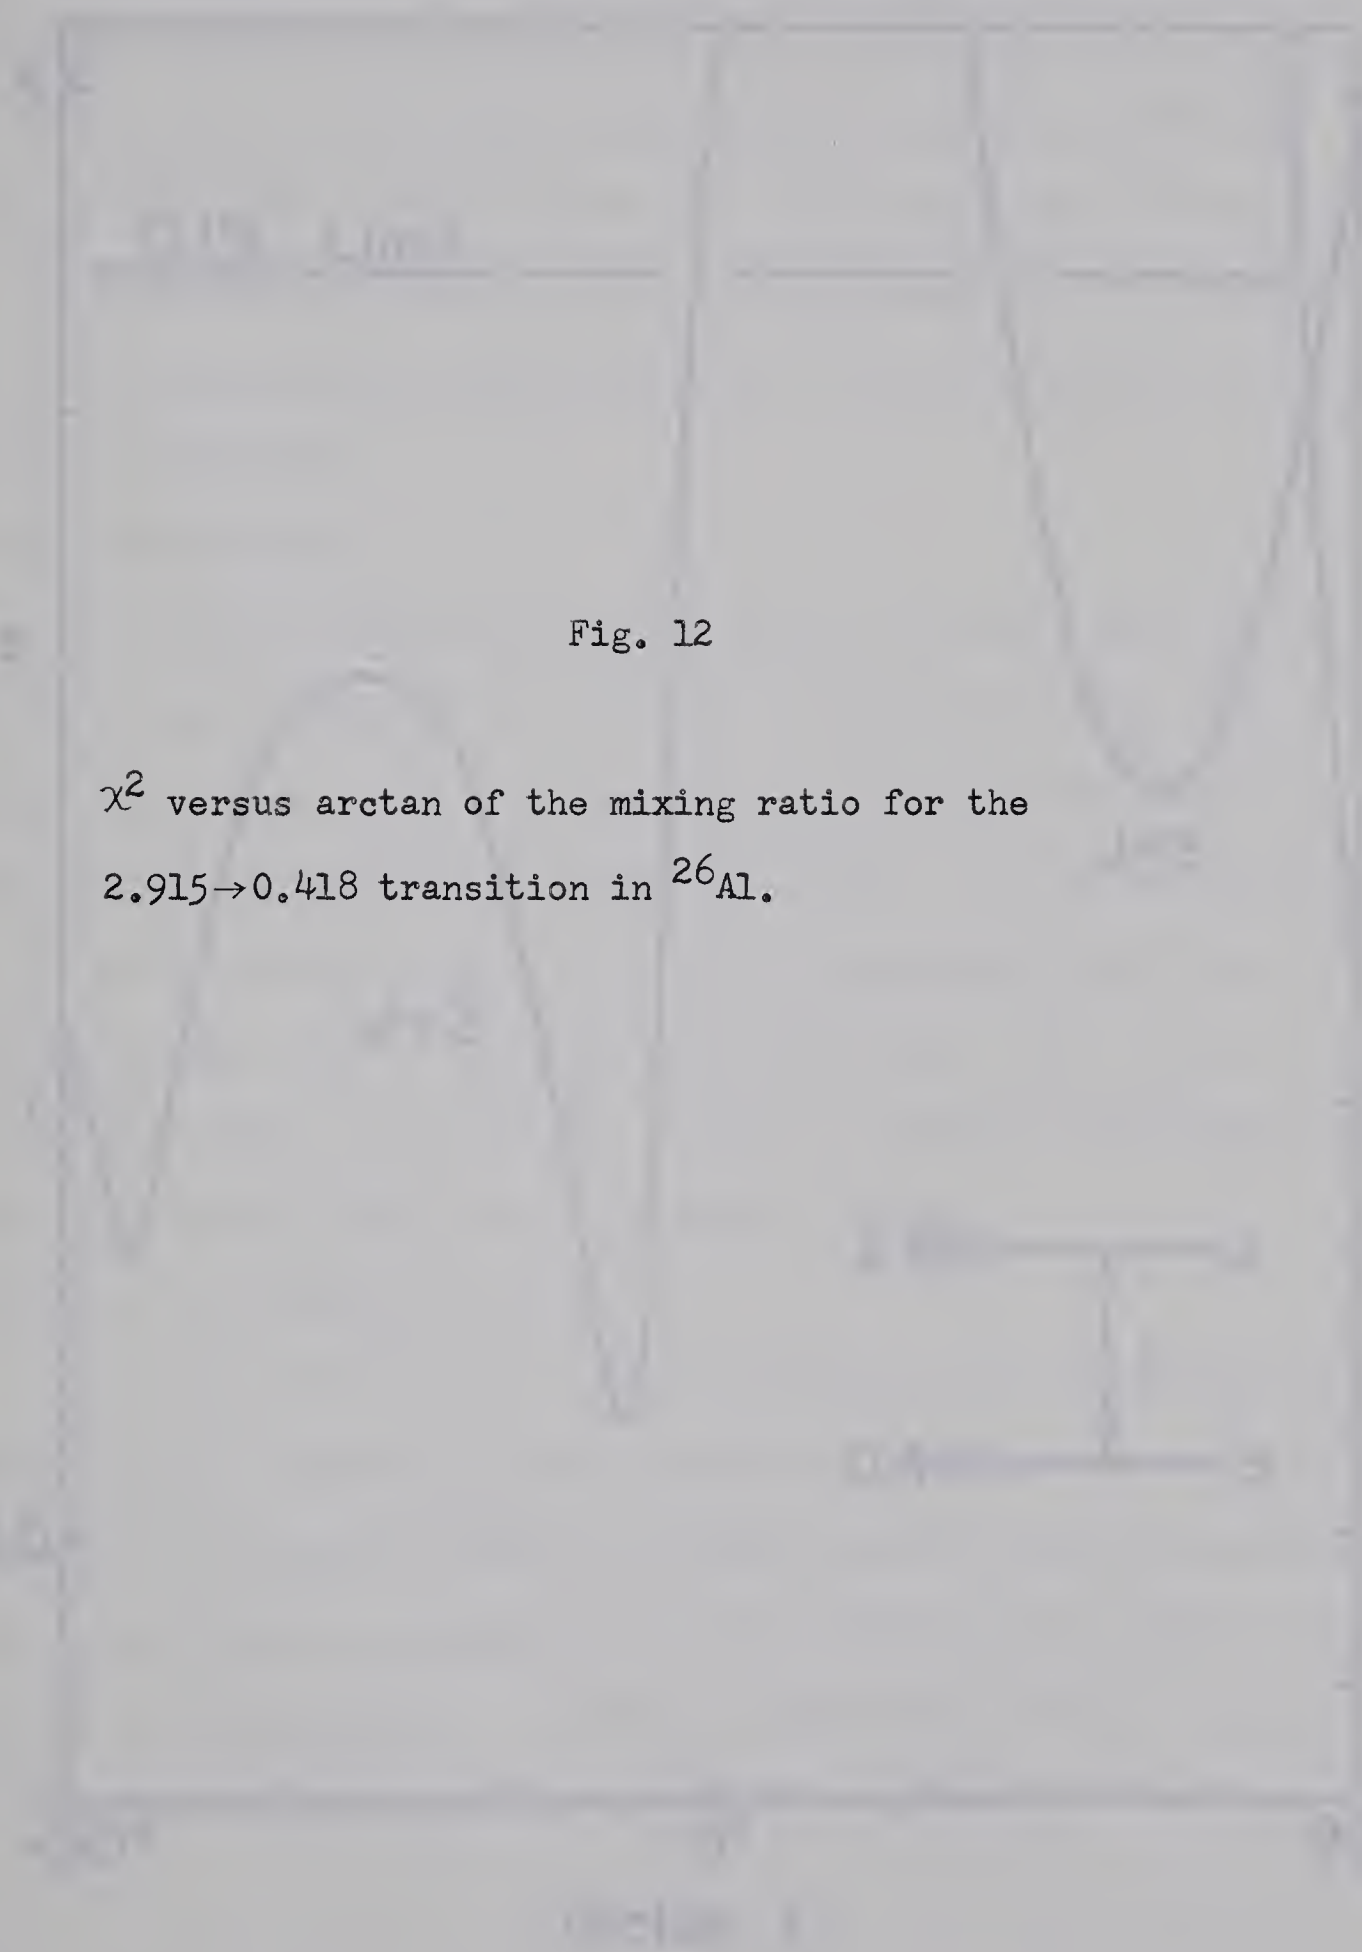 Fig. 12
χ² versus arctan of the mixing ratio for the
2.915→0.418 transition in ²⁶Al.